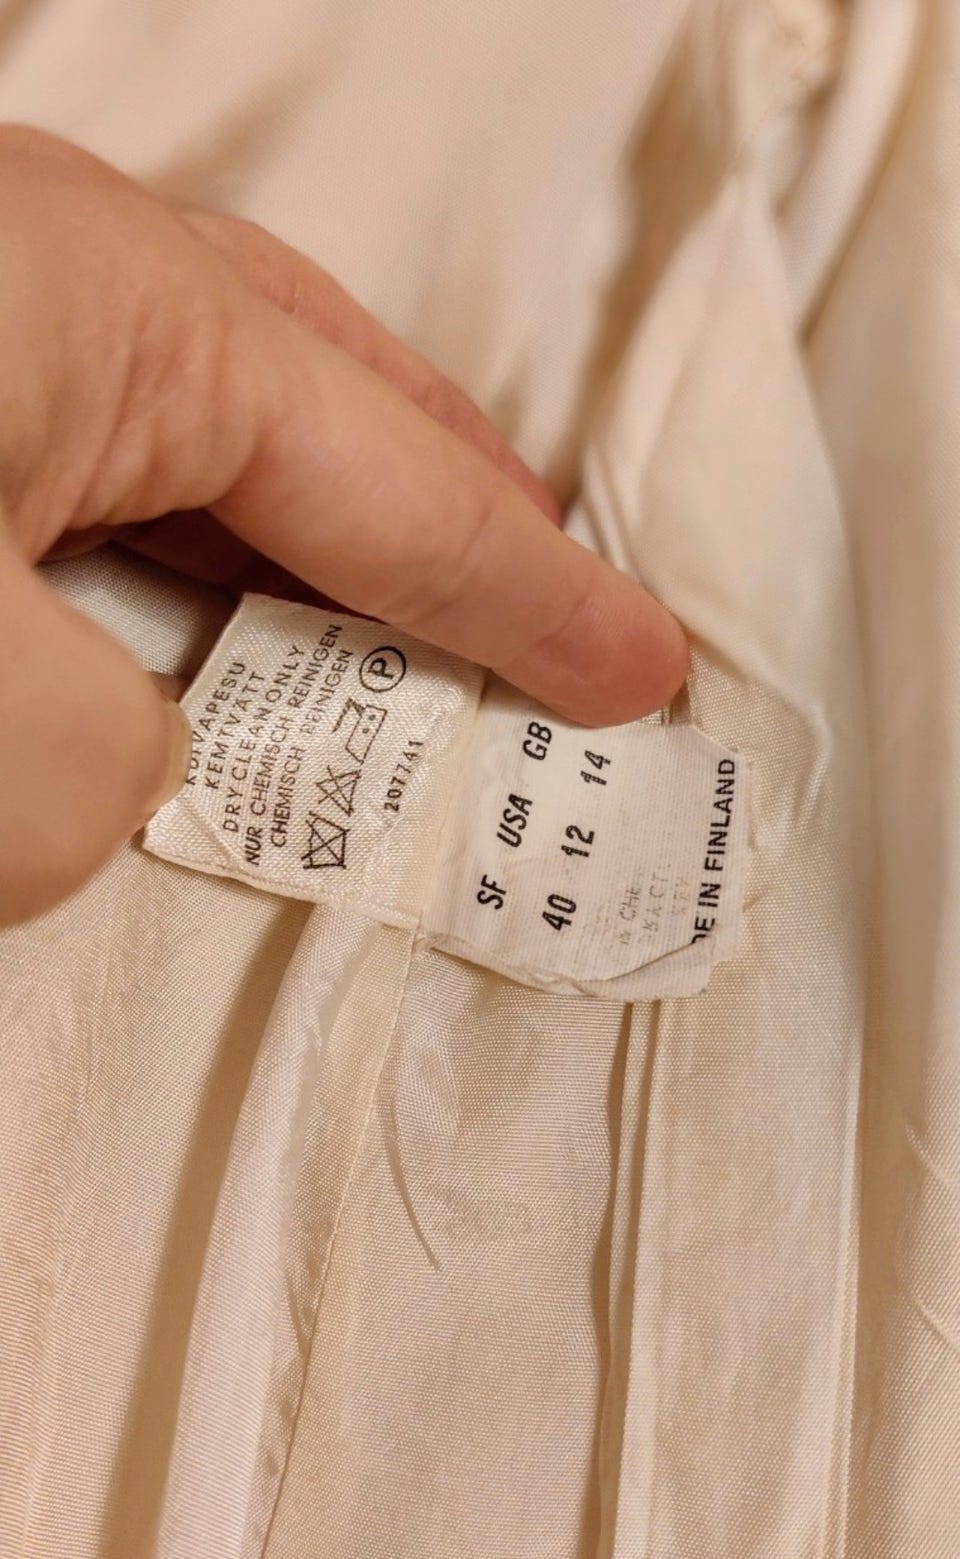 KUIVAPESU
KEMTVÄTT
DRY CLEAN ONLY
NUR CHEMISCH REINIGEN
CHEMISCH REINIGEN
P
207741
SF USA GB
40 12 14
DE IN FINLAND